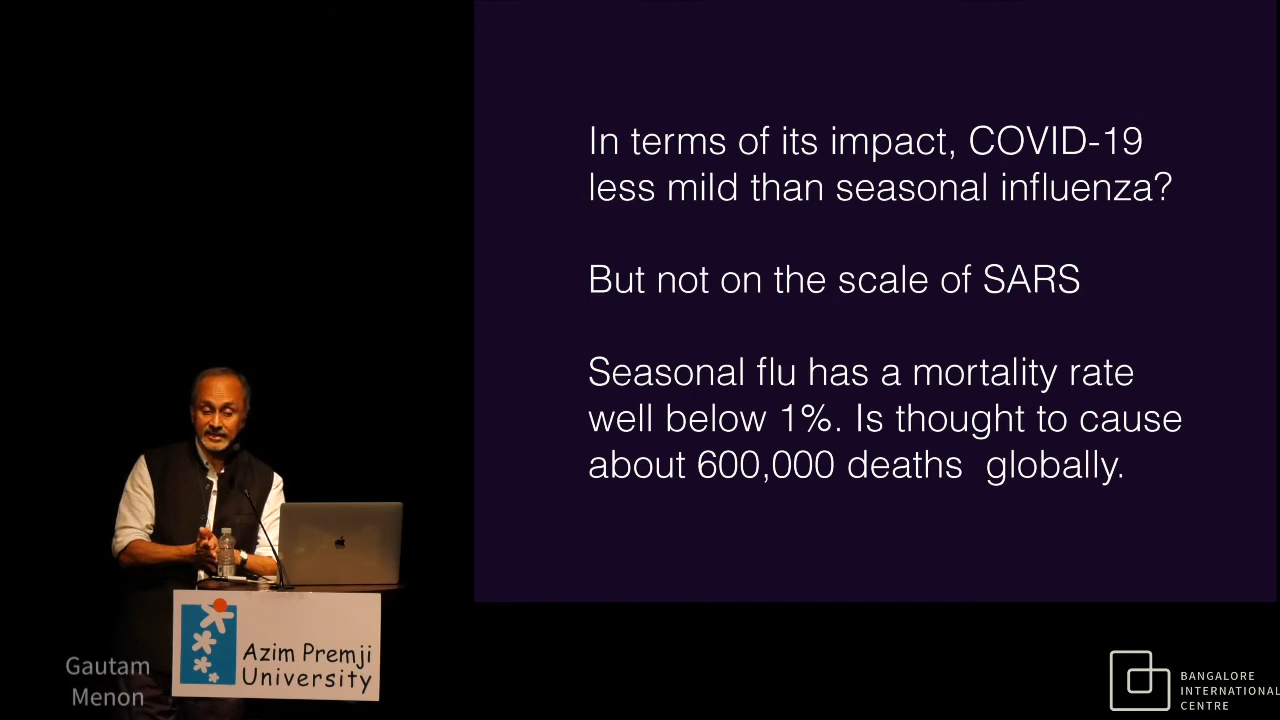 In terms of its impact, COVID-19
less mild than seasonal influenza?
But not on the scale of SARS
Seasonal flu has a mortality rate
well below 1%. Is thought to cause
about 600,000 deaths  globally.
Azim Premji
University
Gautam
Menon
BANGALORE
INTERNATIONAL
CENTRE